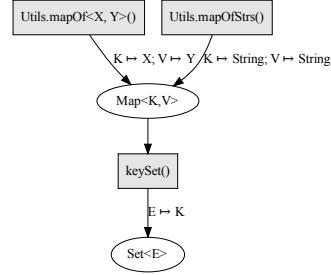 Utils.mapOf<X, Y>()
Utils.mapOfStrs()
K ↦ X; V ↦ Y
K ↦ String; V ↦ String
Map<K,V>
keySet()
E ↦ K
Set<E>